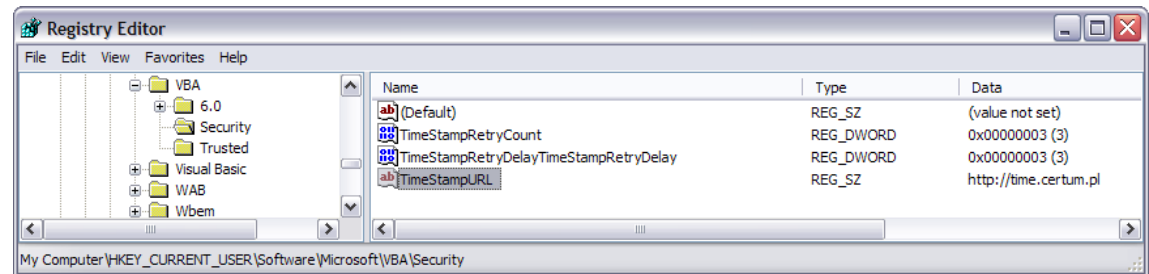 Registry Editor
File Edit View Favorites Help
VBA
6.0
Security
Trusted
Visual Basic
WAB
Wbem
Name Type Data
(Default) REG_SZ (value not set)
TimeStampRetryCount REG_DWORD 0x00000003 (3)
TimeStampRetryDelayTimeStampRetryDelay REG_DWORD 0x00000003 (3)
TimeStampURL REG_SZ http://time.certum.pl
My Computer\HKEY_CURRENT_USER\Software\Microsoft\VBA\Security